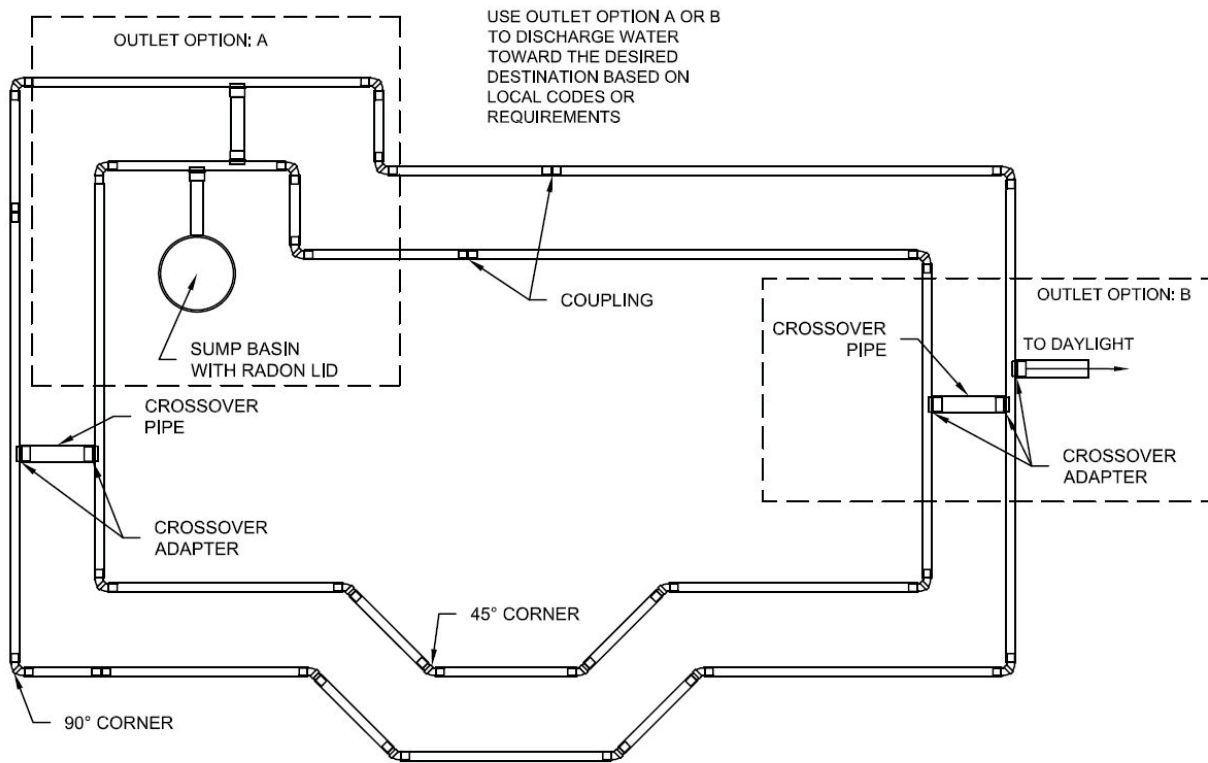 USE OUTLET OPTION A OR B
TO DISCHARGE WATER
TOWARD THE DESIRED
DESTINATION BASED ON
LOCAL CODES OR
REQUIREMENTS
OUTLET OPTION: A
SUMP BASIN
WITH RADON LID
COUPLING
OUTLET OPTION: B
CROSSOVER
PIPE
TO DAYLIGHT
CROSSOVER
ADAPTER
CROSSOVER
PIPE
CROSSOVER
ADAPTER
45° CORNER
90° CORNER